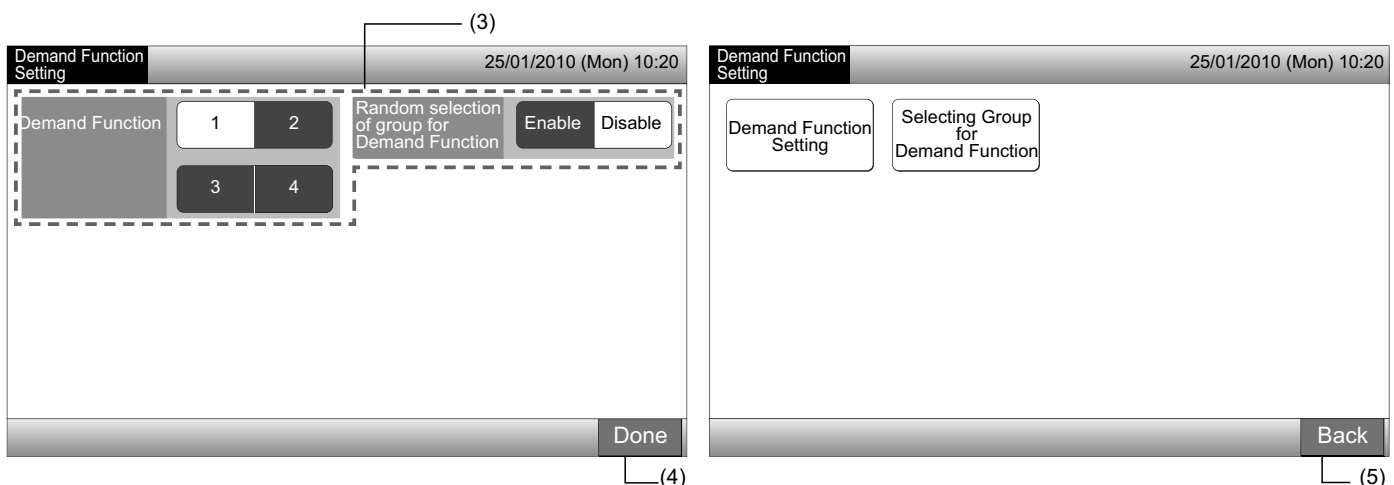 (3)
Demand Function
Setting
25/01/2010 (Mon) 10:20
Demand Function
1
2
3
4
Random selection
of group for
Demand Function
Enable
Disable
Done
(4)
Demand Function
Setting
25/01/2010 (Mon) 10:20
Demand Function
Setting
Selecting Group
for
Demand Function
Back
(5)